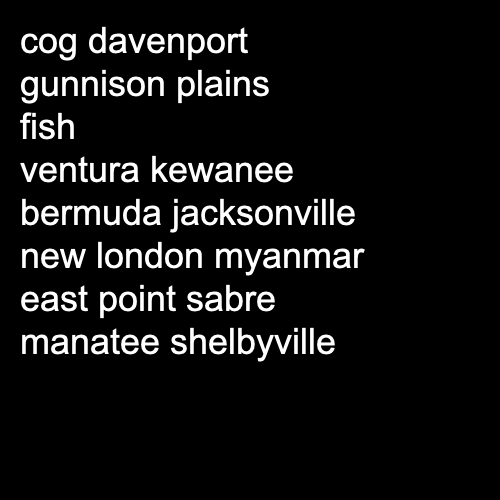 cog davenport
gunnison plains
fish
ventura kewanee
bermuda jacksonville
new london myanmar
east point sabre
manatee shelbyville